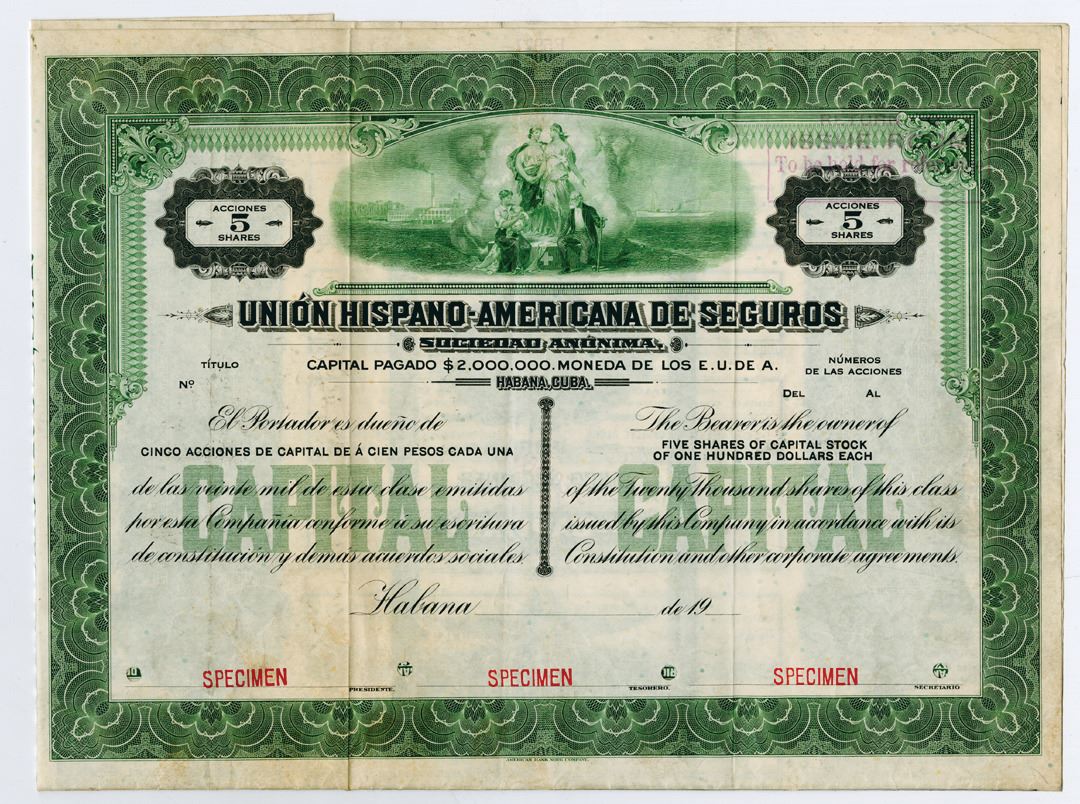 To be held for
ACCIONES
5
SHARES
ACCIONES
5
SHARES
UNIÓN HISPANO-AMERICANA DE SEGUROS
SOCIEDAD ANÓNIMA.
TÍTULO
Nº
CAPITAL PAGADO $2,000,000. MONEDA DE LOS E.U. DE A.
HABANA, CUBA.
NÚMEROS
DE LAS ACCIONES
DEL AL
El Portador es dueño de
CINCO ACCIONES DE CAPITAL DE Á CIEN PESOS CADA UNA
de las veinte mil de esta clase emitidas
por esta Compañía conforme á su escritura
de constitución y demás acuerdos sociales.
CAPITAL
The Bearer is the owner of
FIVE SHARES OF CAPITAL STOCK
OF ONE HUNDRED DOLLARS EACH
of the Twenty Thousand shares of this class
issued by this Company in accordance with its
Constitution and other corporate agreements.
CAPITAL
Habana de 19
SPECIMEN
PRESIDENTE.
SPECIMEN
TESORERO.
SPECIMEN
SECRETARIO
AMERICAN BANK NOTE COMPANY.